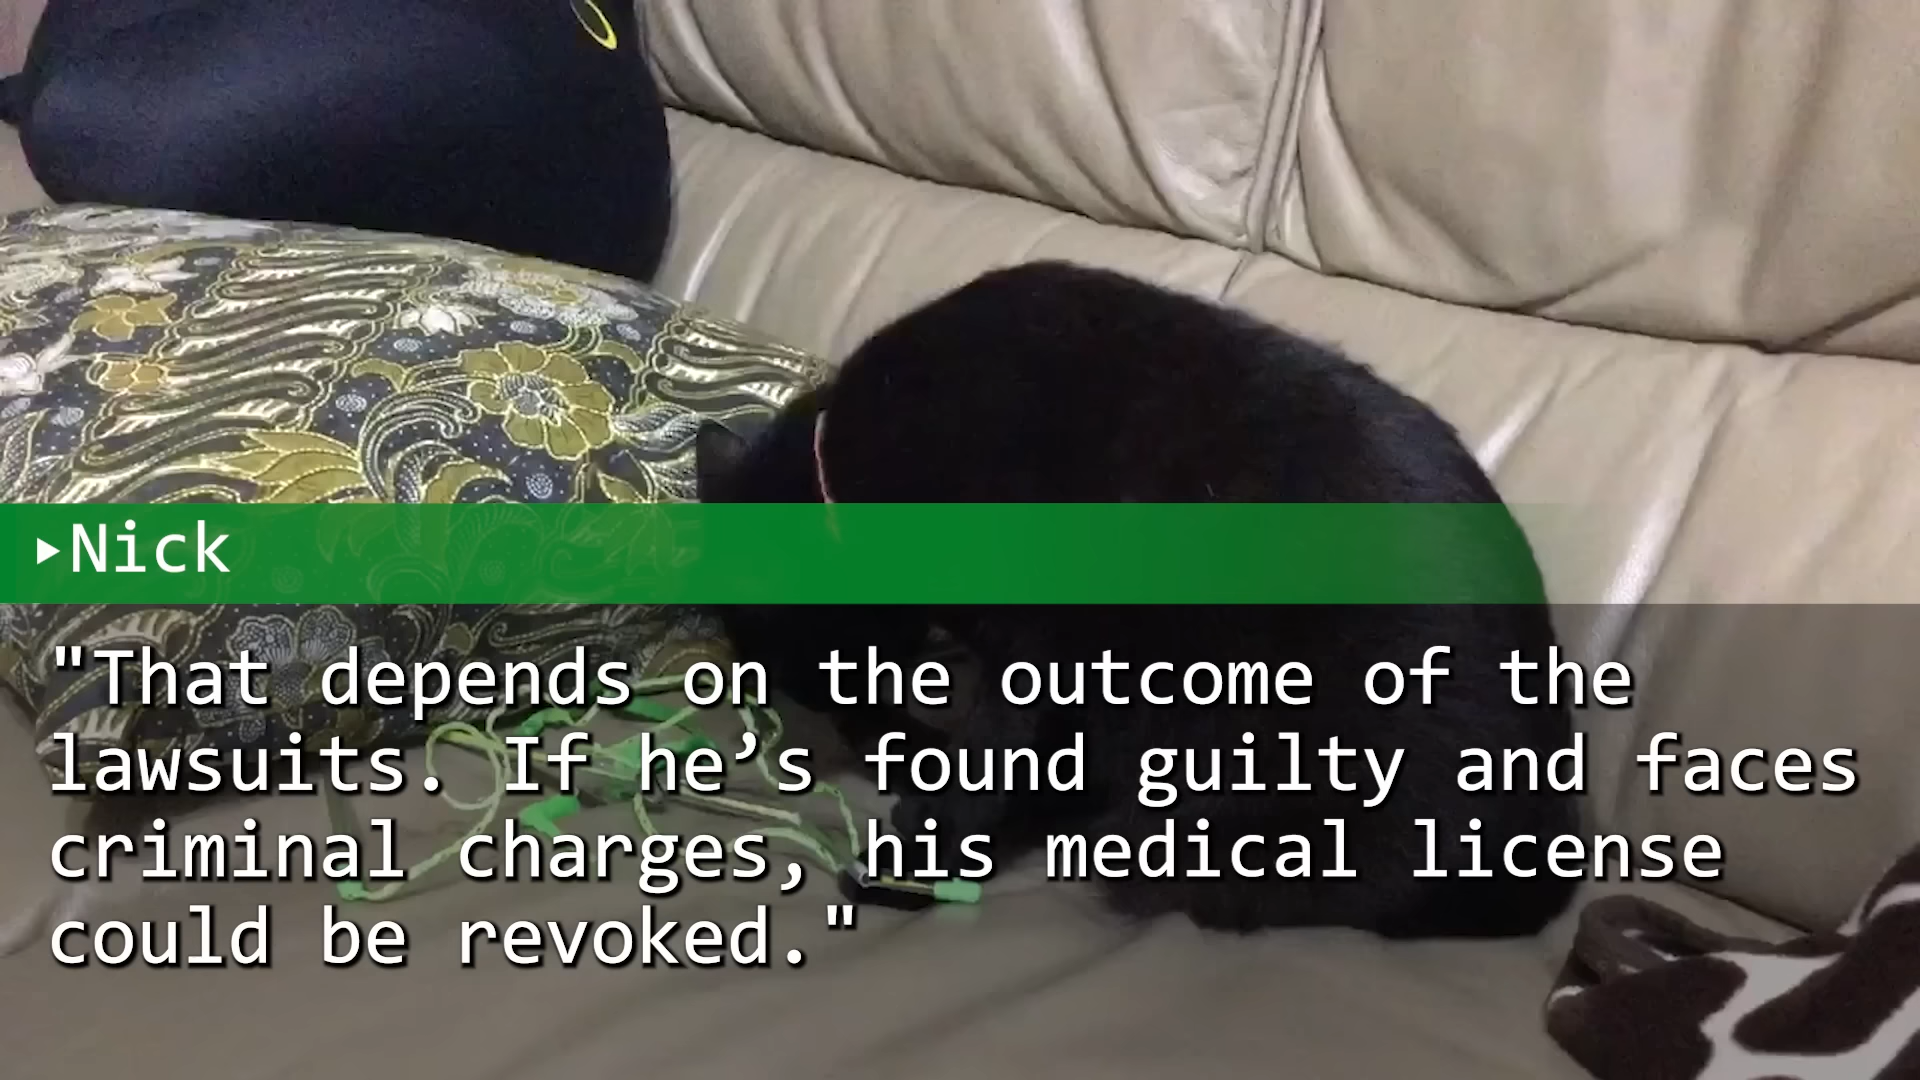 ▶Nick
"That depends on the outcome of the
lawsuits. If he’s found guilty and faces
criminal charges, his medical license
could be revoked."